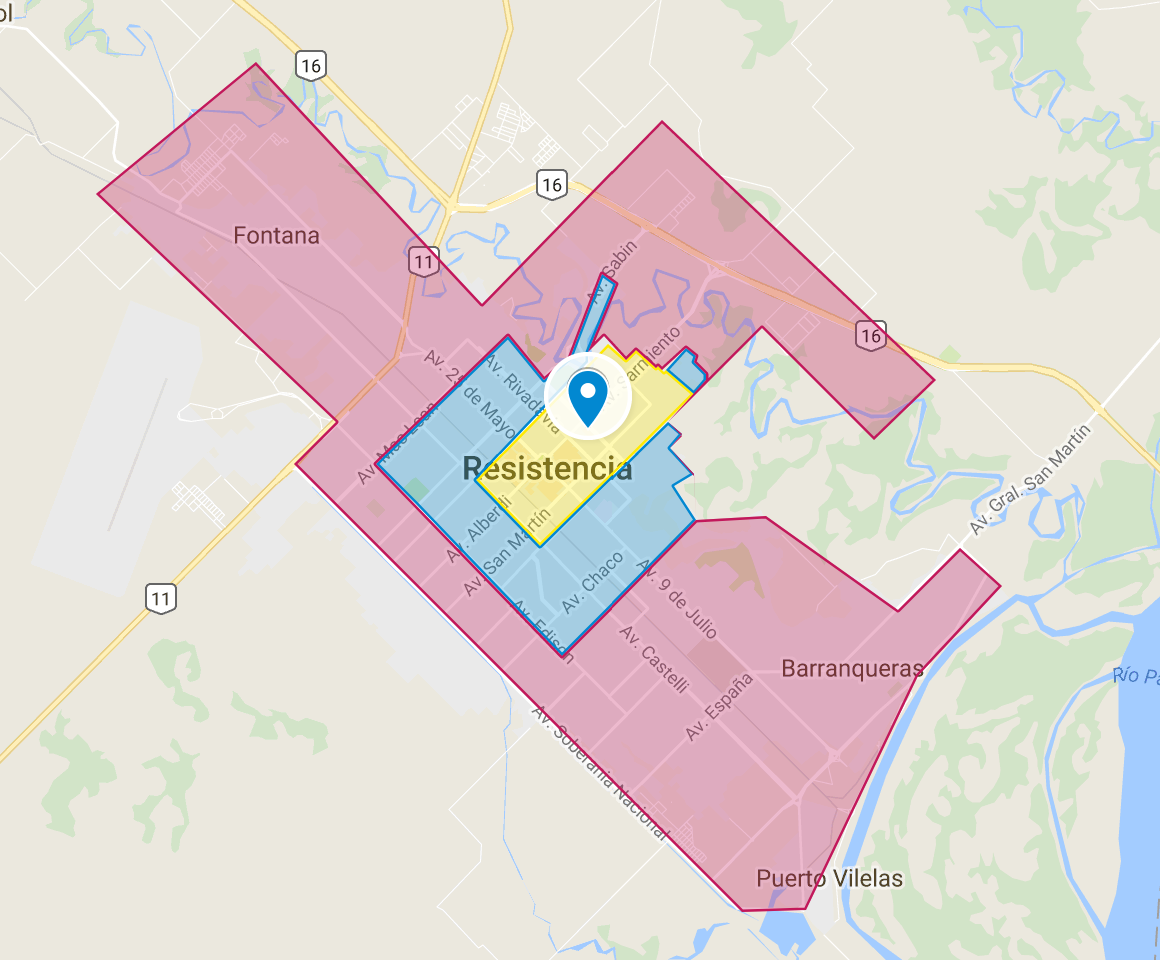 ol
16
16
Fontana
11
Av. Sabin
16
Av. Sarmiento
Av. 25 de Mayo
Av. Rivadavia
Av. Mac Lean
Resistencia
Av. Alberdi
Av. San Martín
Av. Gral. San Martín
Av. Chaco
Av. 9 de Julio
11
Av. Edison
Av. Castelli
Barranqueras
Río Pa
Av. España
Av. Soberanía Nacional
Puerto Vilelas